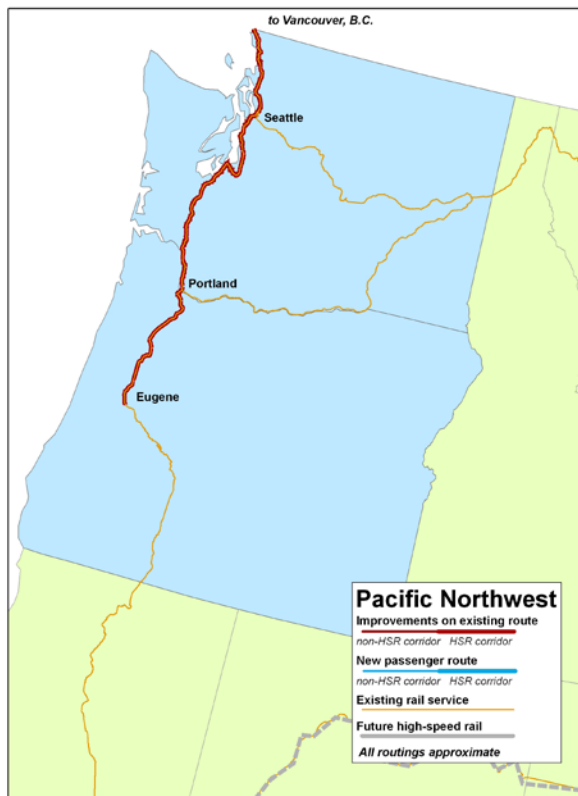 to Vancouver, B.C.
Seattle
Portland
Eugene
Pacific Northwest
Improvements on existing route
non-HSR corridor HSR corridor
New passenger route
non-HSR corridor HSR corridor
Existing rail service
Future high-speed rail
All routings approximate